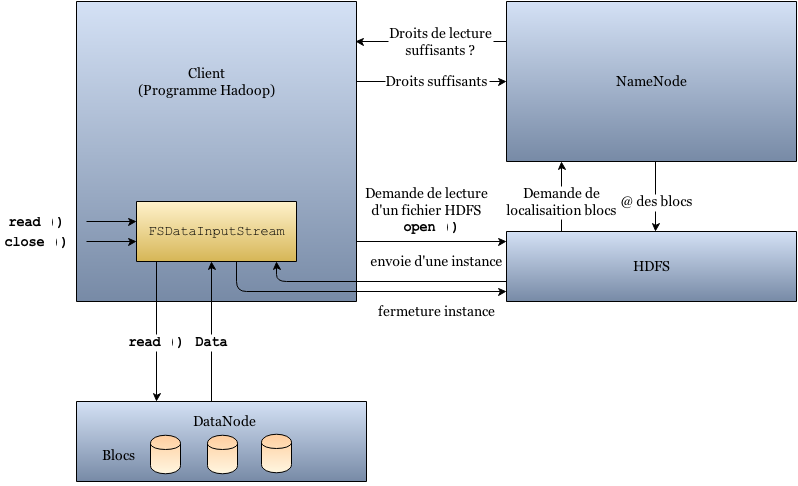 Droits de lecture
suffisants ?
Client
(Programme Hadoop)
Droits suffisants
NameNode
Demande de lecture
d'un fichier HDFS
open ()
Demande de
localisation blocs
@ des blocs
read ()
close ()
FSDataInputStream
envoie d'une instance
HDFS
fermeture instance
read ()
Data
DataNode
Blocs